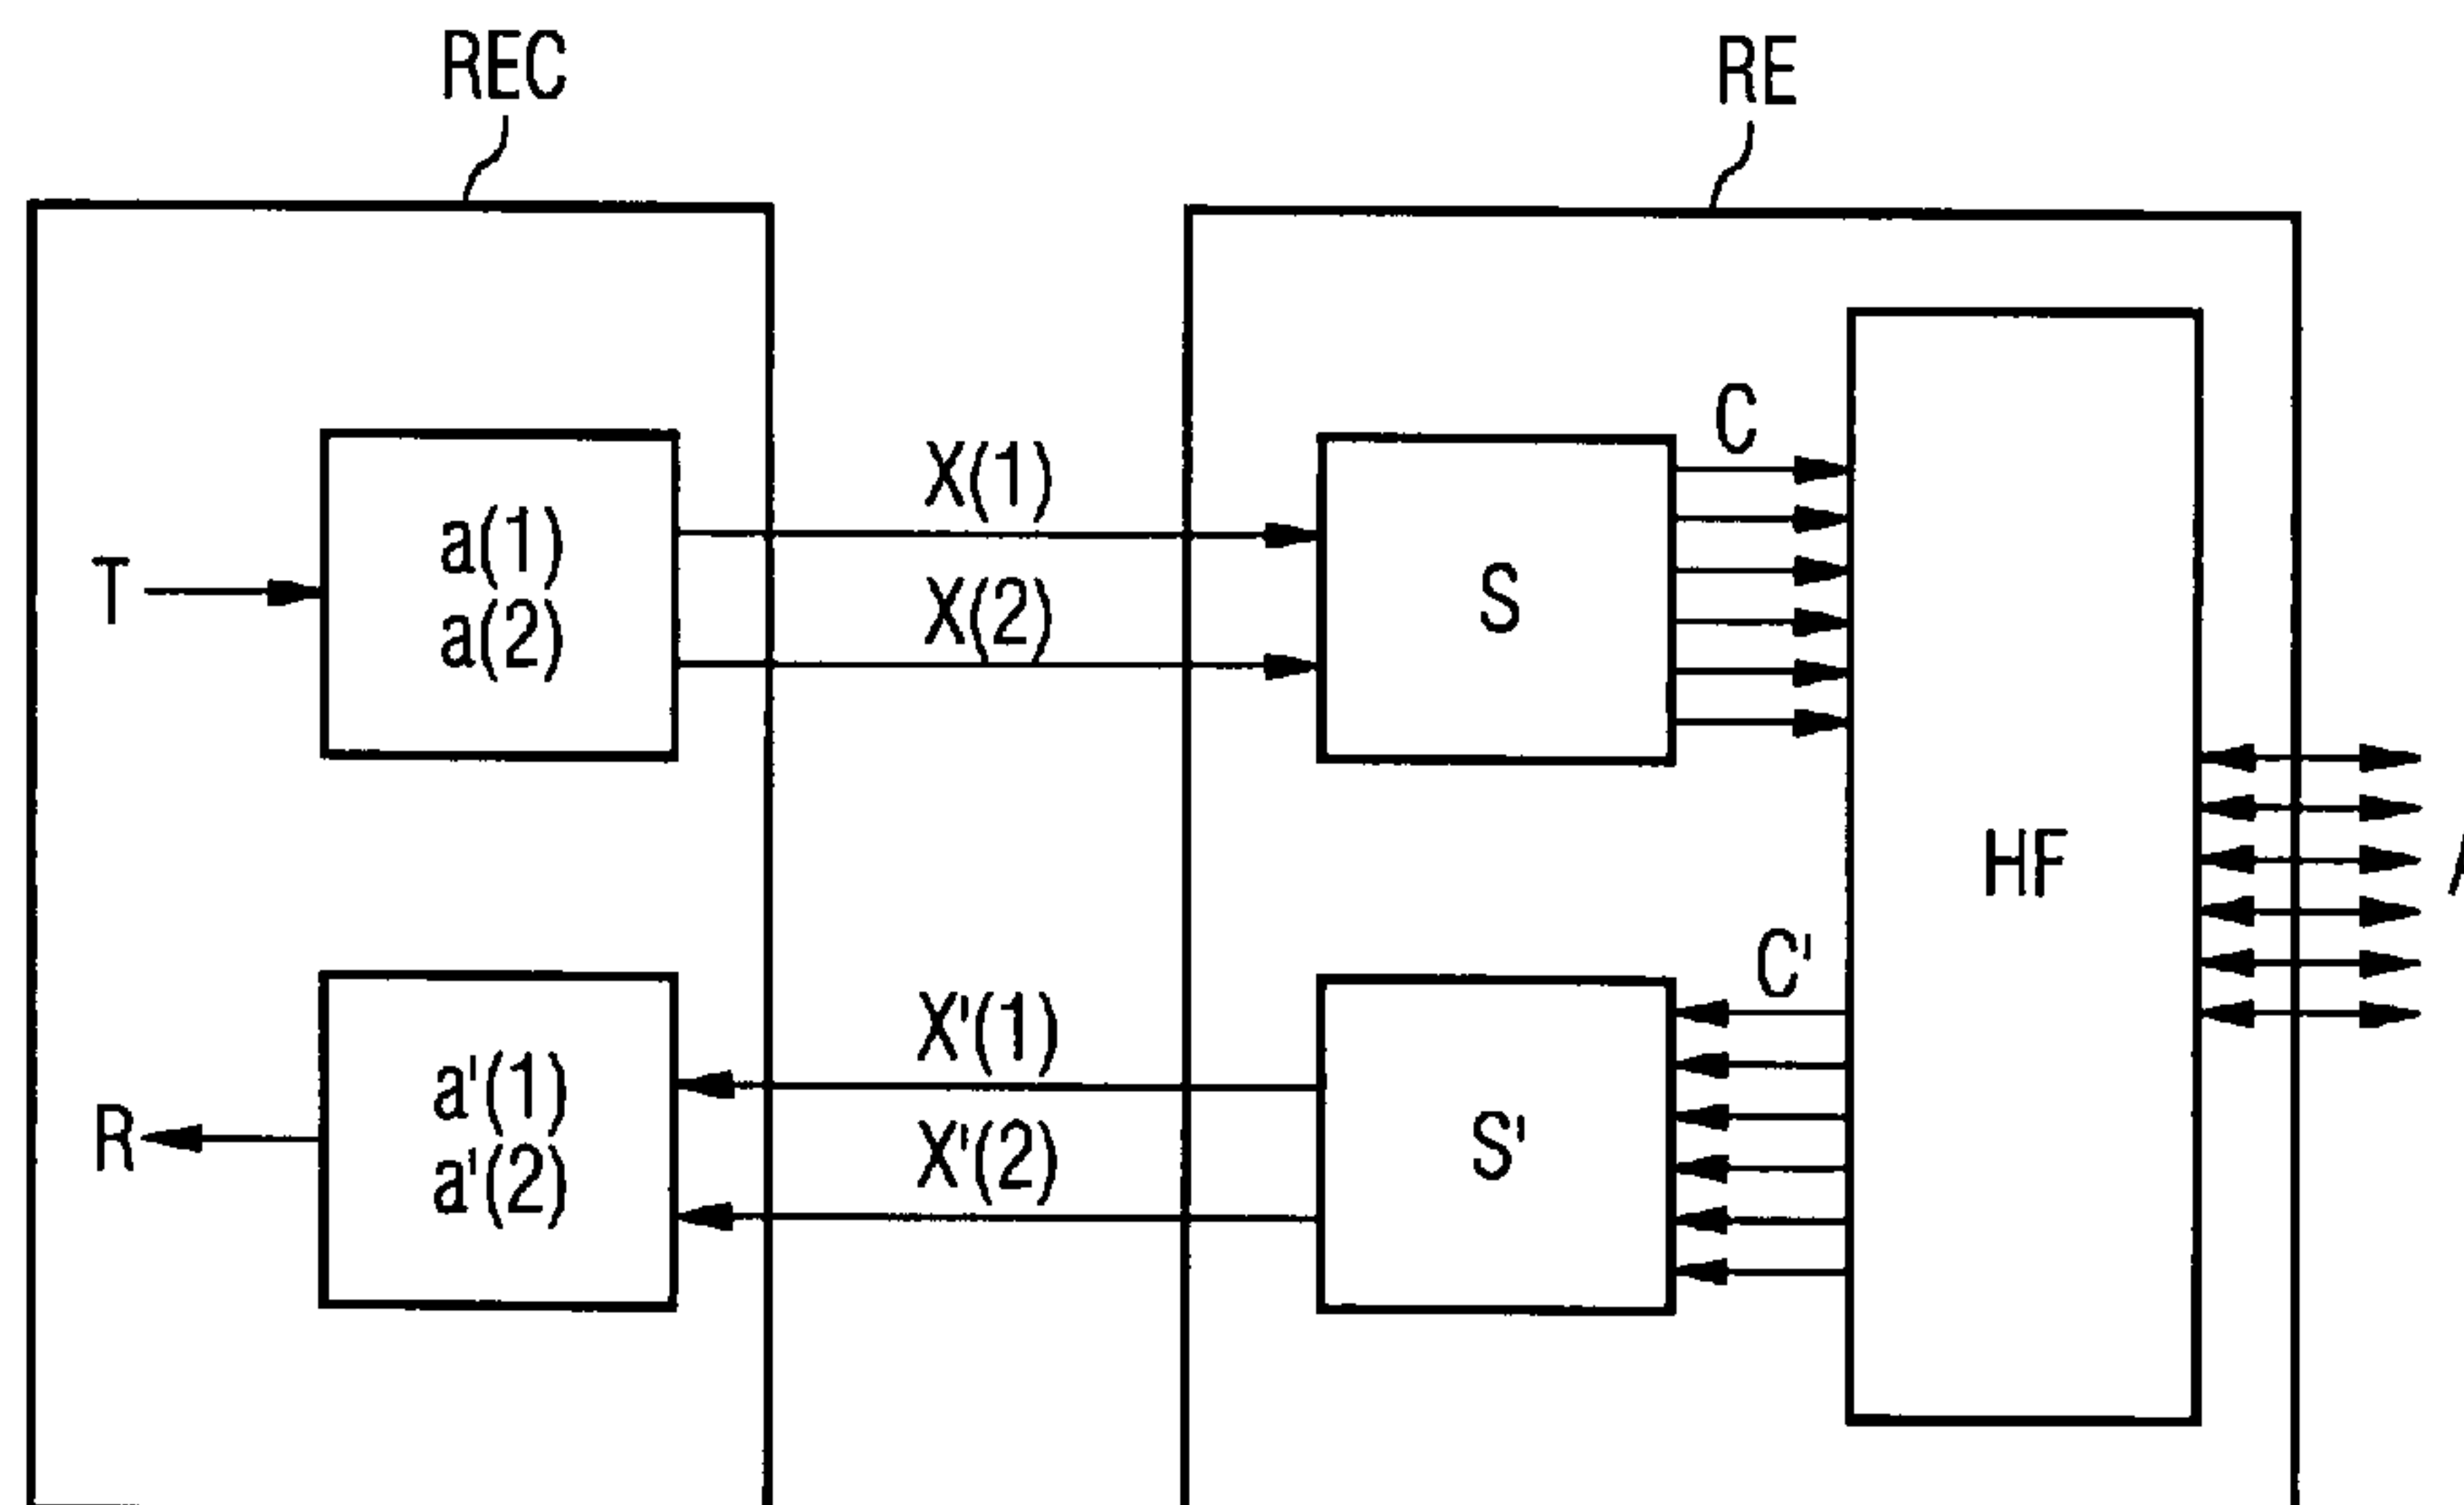 REC
RE
T
a(1)
a(2)
X(1)
X(2)
S
C
HF
R
a'(1)
a'(2)
X'(1)
X'(2)
S'
C'